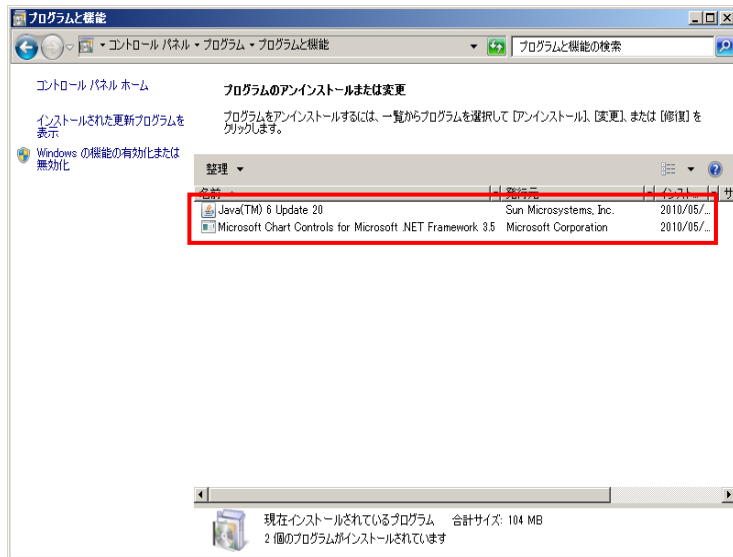 プログラムと機能
コントロール パネル ▾ プログラム ▾ プログラムと機能
プログラムと機能の検索
コントロール パネル ホーム
インストールされた更新プログラムを
表示
Windows の機能の有効化または
無効化
プログラムのアンインストールまたは変更
プログラムをアンインストールするには、一覧からプログラムを選択して [アンインストール]、[変更]、または [修復] を
クリックします。
整理 ▾
名前 発行元 インスト... サ
Java(TM) 6 Update 20 Sun Microsystems, Inc. 2010/05/...
Microsoft Chart Controls for Microsoft .NET Framework 3.5 Microsoft Corporation 2010/05/...
現在インストールされているプログラム 合計サイズ: 104 MB
2 個のプログラムがインストールされています